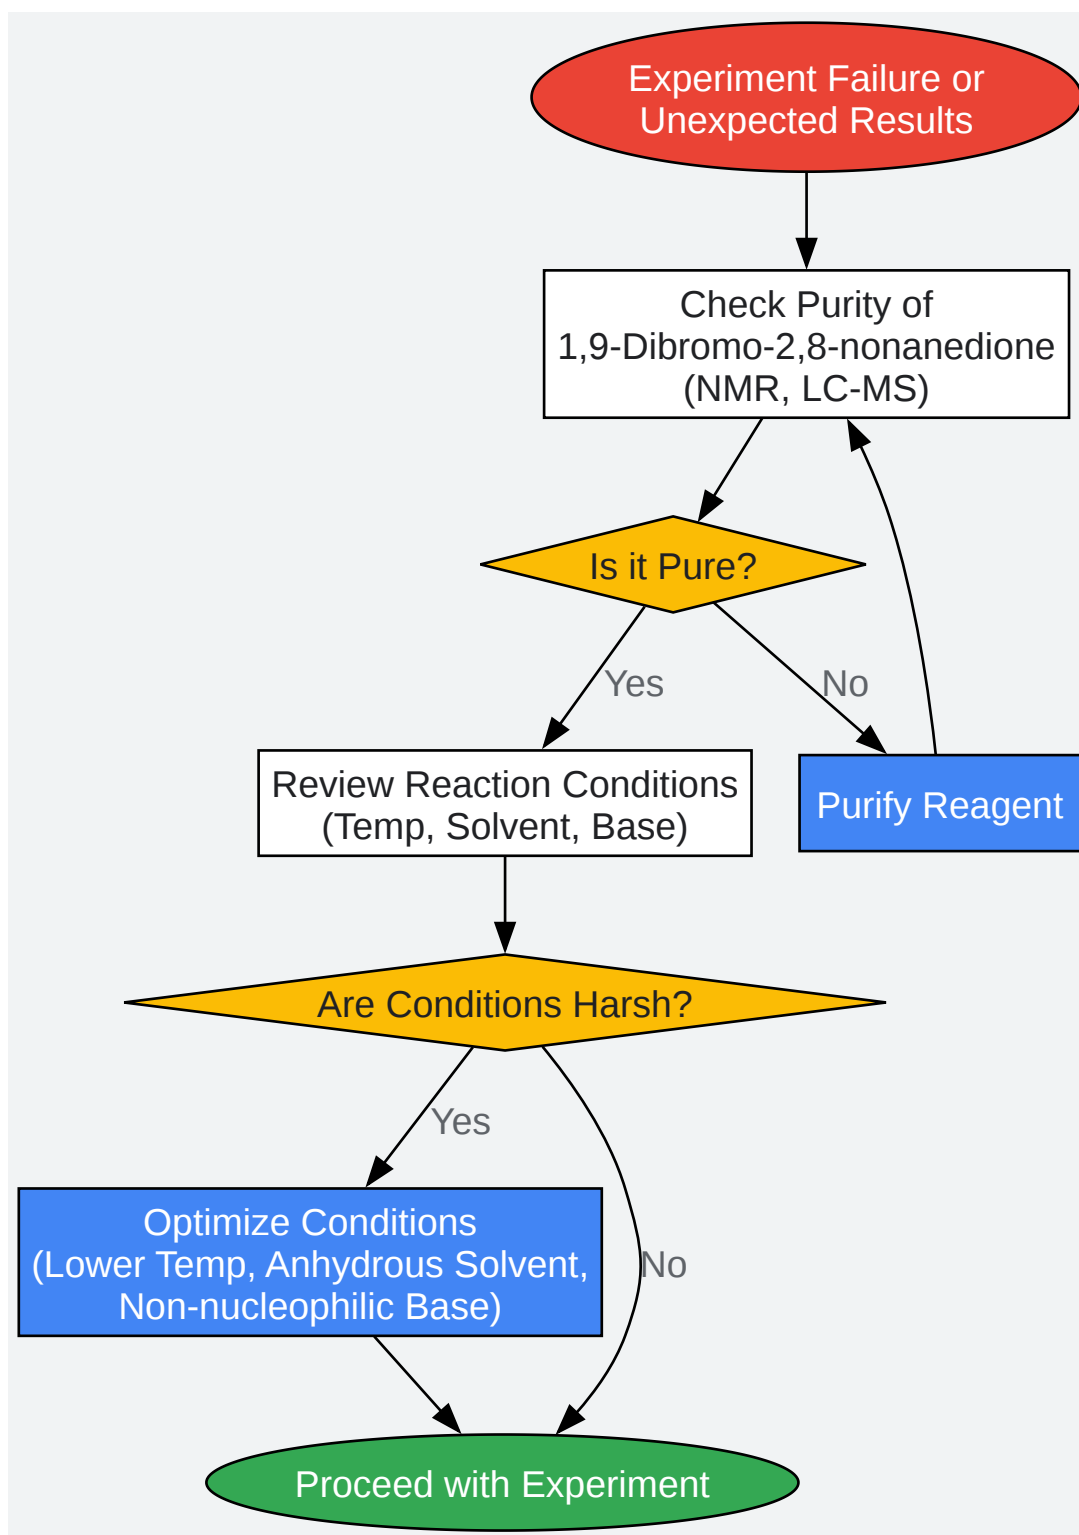 Experiment Failure or
Unexpected Results
Check Purity of
1,9-Dibromo-2,8-nonanedione
(NMR, LC-MS)
Is it Pure?
Yes
No
Review Reaction Conditions
(Temp, Solvent, Base)
Purify Reagent
Are Conditions Harsh?
Yes
Optimize Conditions
(Lower Temp, Anhydrous Solvent,
Non-nucleophilic Base)
No
Proceed with Experiment